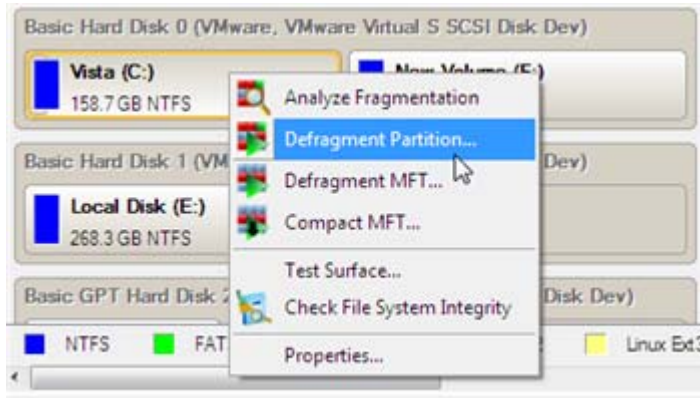 Basic Hard Disk 0 (VMware, VMware Virtual S SCSI Disk Dev)
Vista (C:)
158.7 GB NTFS
New Volume (F:)
Analyze Fragmentation
Defragment Partition...
Basic Hard Disk 1 (VM
Dev)
Defragment MFT...
Local Disk (E:)
268.3 GB NTFS
Compact MFT...
Test Surface...
Basic GPT Hard Disk
Disk Dev)
Check File System Integrity
NTFS
FAT
Linux Ext3
Properties...